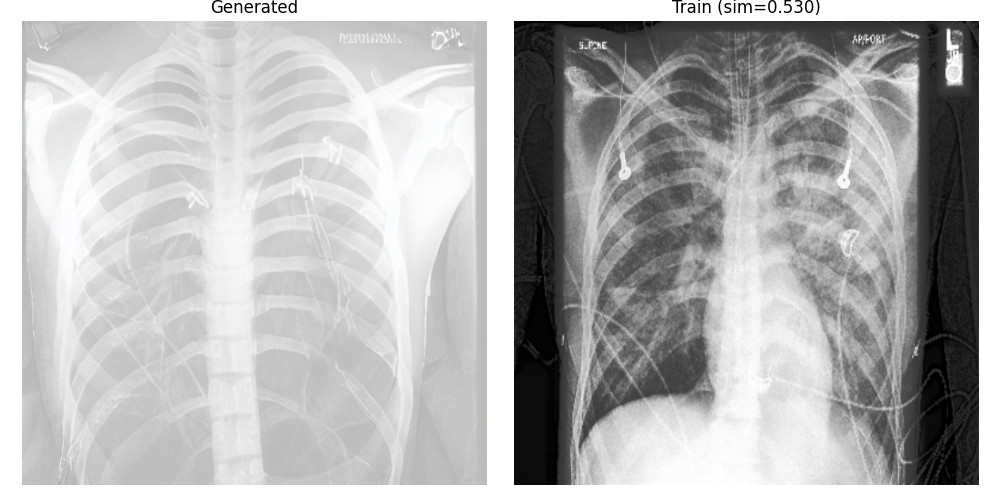 Generated
Train (sim=0.530)
SUPINE
AP/PORT
L